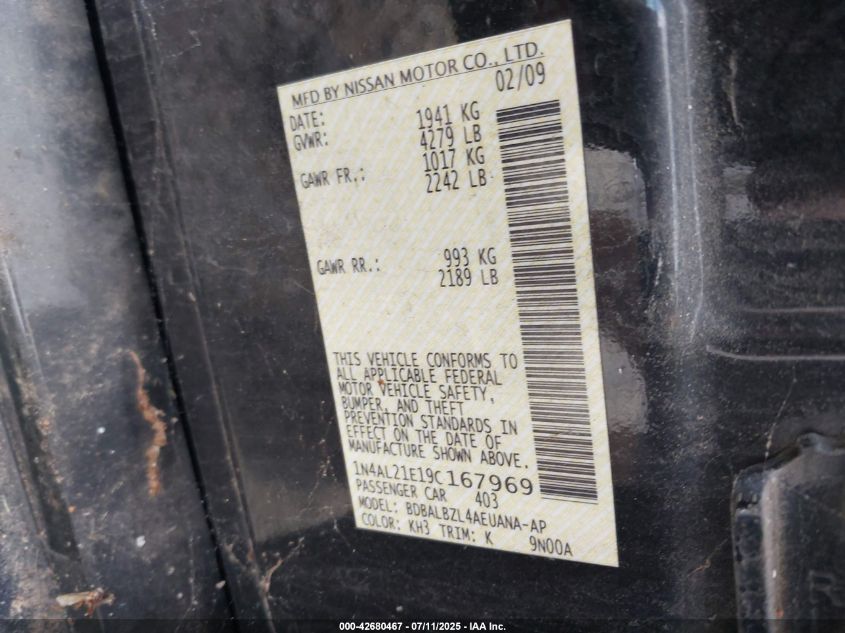 MFD BY NISSAN MOTOR CO., LTD.
DATE: 02/09
GVWR: 1941 KG
4279 LB
GAWR FR.: 1017 KG
2242 LB
GAWR RR.: 993 KG
2189 LB
THIS VEHICLE CONFORMS TO
ALL APPLICABLE FEDERAL
MOTOR VEHICLE SAFETY,
BUMPER, AND THEFT
PREVENTION STANDARDS IN
EFFECT ON THE DATE OF
MANUFACTURE SHOWN ABOVE.
1N4AL21E19C167969
PASSENGER CAR 403
MODEL: BDBALBZL4AEUANA-AP
COLOR: KH3 TRIM: K 9N00A
000-42680467 - 07/11/2025 - IAA Inc.